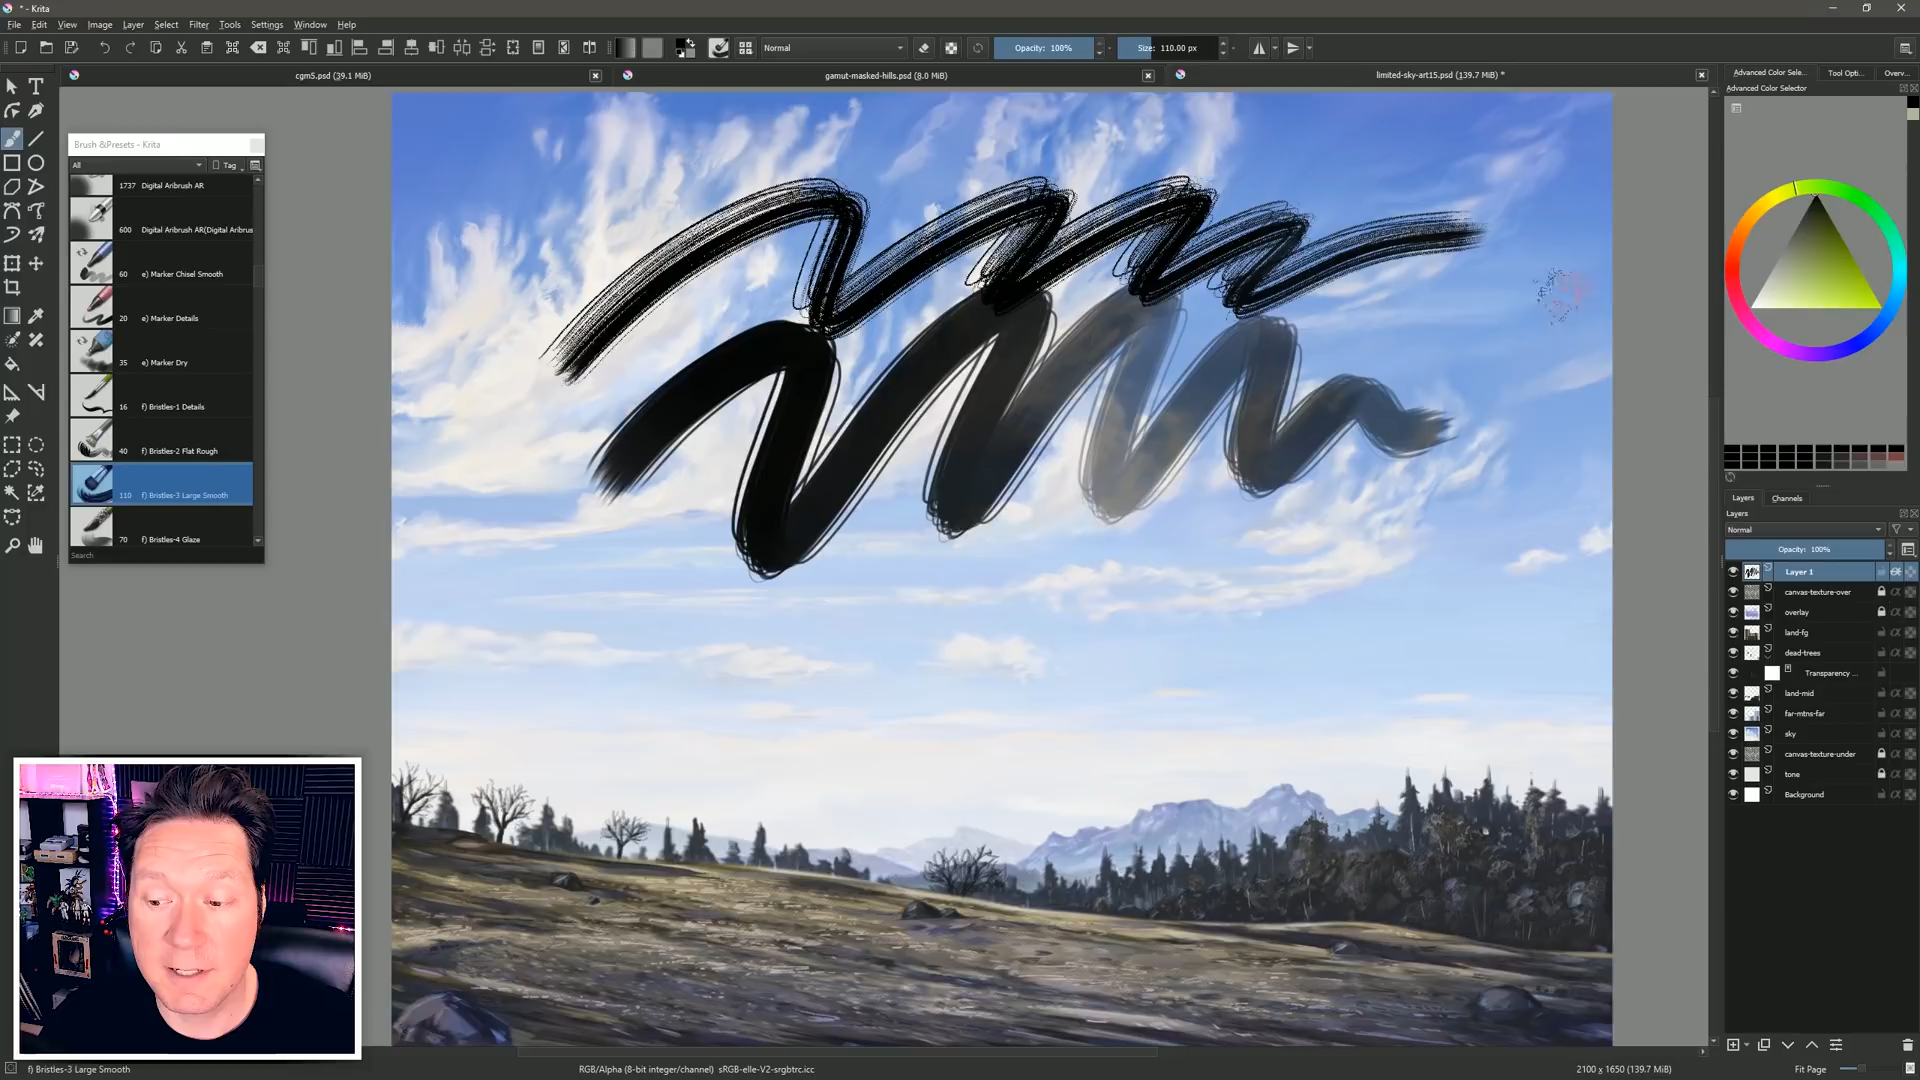 * - Krita
File Edit View Image Layer Select Filter Tools Settings Window Help
Normal
Opacity: 100%
Size: 110.00 px
cgm5.psd (39.1 MiB)
gamut-masked-hills.psd (8.0 MiB)
limited-sky-art15.psd (139.7 MiB) *
Advanced Color Sele... Tool Opti... Overv...
Advanced Color Selector
Brush &Presets - Krita
All
Tag
1737 Digital Aribrush AR
600 Digital Aribrush AR(Digital Aribrus
60 e) Marker Chisel Smooth
20 e) Marker Details
35 e) Marker Dry
16 f) Bristles-1 Details
40 f) Bristles-2 Flat Rough
110 f) Bristles-3 Large Smooth
70 f) Bristles-4 Glaze
Search
Layers Channels
Layers
Normal
Opacity: 100%
Layer 1
canvas-texture-over
overlay
land-fg
dead-trees
Transparency ...
land-mid
far-mtns-far
sky
canvas-texture-under
tone
Background
f) Bristles-3 Large Smooth
RGB/Alpha (8-bit integer/channel) sRGB-elle-V2-srgbtrc.icc
2100 x 1650 (139.7 MiB)
Fit Page